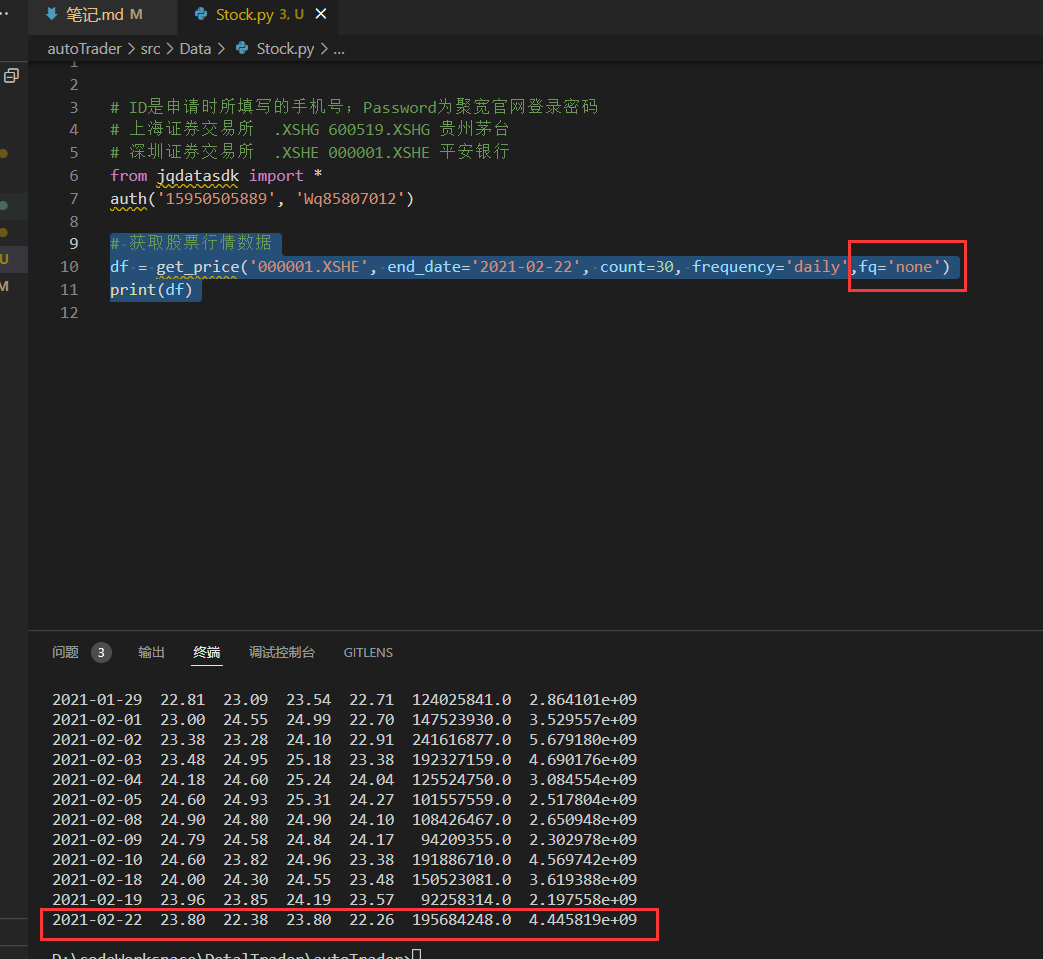 笔记.md M Stock.py 3, U
autoTrader > src > Data > Stock.py > ...
1
2
3 # ID是申请时所填写的手机号；Password为聚宽官网登录密码
4 # 上海证券交易所 .XSHG 600519.XSHG 贵州茅台
5 # 深圳证券交易所 .XSHE 000001.XSHE 平安银行
6 from jqdatasdk import *
7 auth('15950505889', 'Wq85807012')
8
9 # 获取股票行情数据
10 df = get_price('000001.XSHE', end_date='2021-02-22', count=30, frequency='daily',fq='none')
11 print(df)
12
U
M
问题 3 输出 终端 调试控制台 GITLENS
2021-01-29 22.81 23.09 23.54 22.71 124025841.0 2.864101e+09
2021-02-01 23.00 24.55 24.99 22.70 147523930.0 3.529557e+09
2021-02-02 23.38 23.28 24.10 22.91 241616877.0 5.679180e+09
2021-02-03 23.48 24.95 25.18 23.38 192327159.0 4.690176e+09
2021-02-04 24.18 24.60 25.24 24.04 125524750.0 3.084554e+09
2021-02-05 24.60 24.93 25.31 24.27 101557559.0 2.517804e+09
2021-02-08 24.90 24.80 24.90 24.10 108426467.0 2.650948e+09
2021-02-09 24.79 24.58 24.84 24.17 94209355.0 2.302978e+09
2021-02-10 24.60 23.82 24.96 23.38 191886710.0 4.569742e+09
2021-02-18 24.00 24.30 24.55 23.48 150523081.0 3.619388e+09
2021-02-19 23.96 23.85 24.19 23.57 92258314.0 2.197558e+09
2021-02-22 23.80 22.38 23.80 22.26 195684248.0 4.445819e+09
D:\codeWorkspace\DetalTrader\autoTrader>